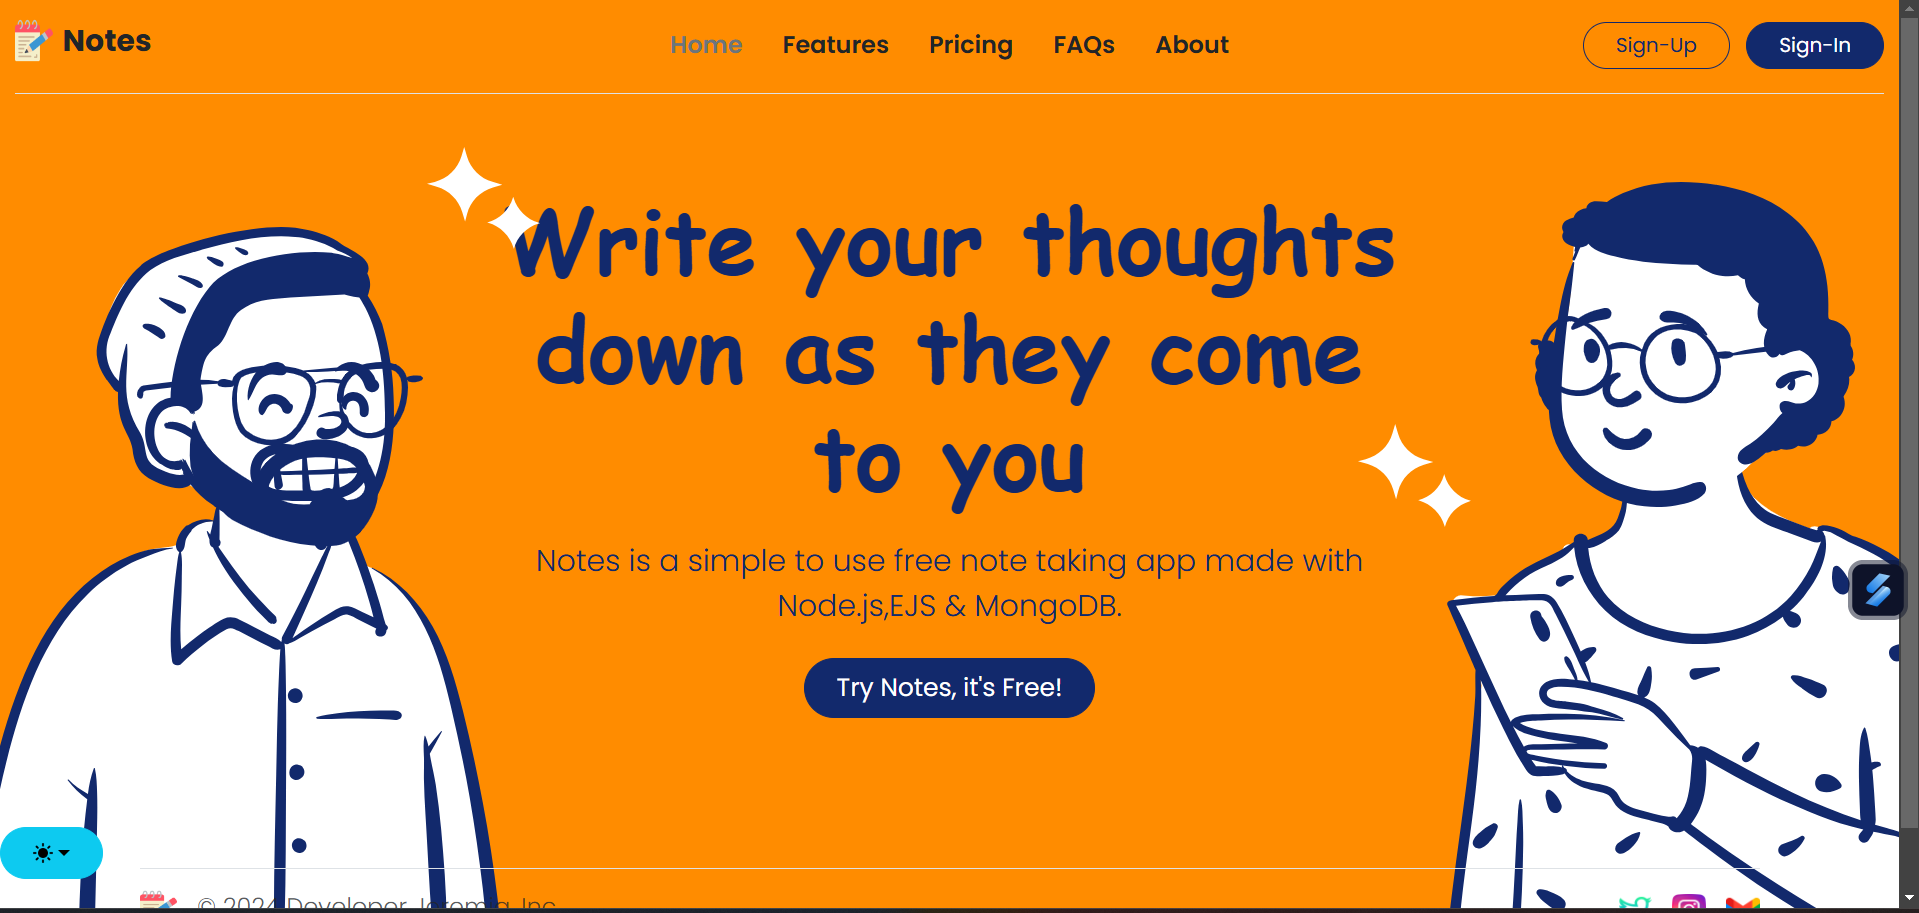 Notes
Home Features Pricing FAQs About
Sign-Up Sign-In
Write your thoughts
down as they come
to you
Notes is a simple to use free note taking app made with
Node.js,EJS & MongoDB.
Try Notes, it's Free!
© 2024 Developer Jeremia, Inc